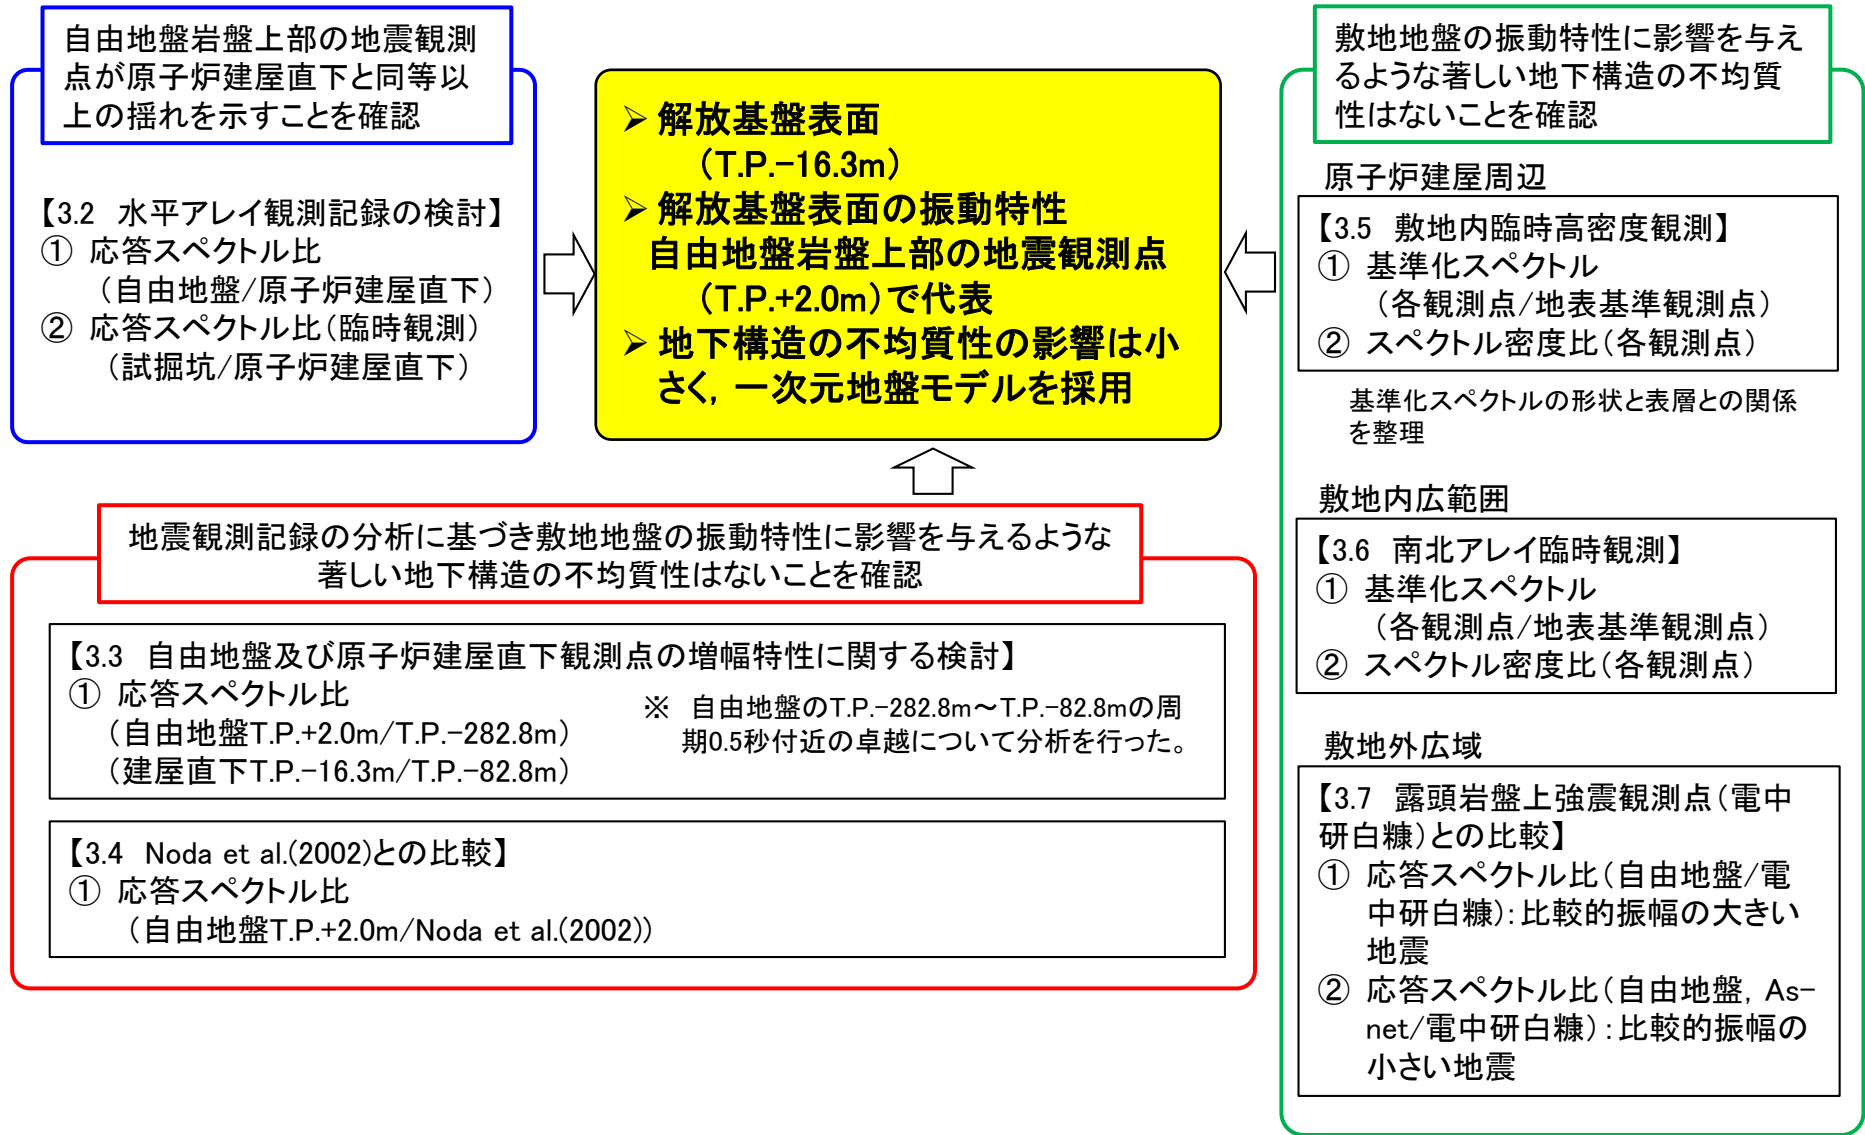 自由地盤岩盤上部の地震観測
点が原子炉建屋直下と同等以
上の揺れを示すことを確認
【3.2 水平アレイ観測記録の検討】
① 応答スペクトル比
（自由地盤/原子炉建屋直下）
② 応答スペクトル比（臨時観測）
（試掘坑/原子炉建屋直下）
➢ 解放基盤表面
（T.P.−16.3m）
➢ 解放基盤表面の振動特性
自由地盤岩盤上部の地震観測点
（T.P.+2.0m）で代表
➢ 地下構造の不均質性の影響は小
さく，一次元地盤モデルを採用
地震観測記録の分析に基づき敷地地盤の振動特性に影響を与えるような
著しい地下構造の不均質性はないことを確認
【3.3 自由地盤及び原子炉建屋直下観測点の増幅特性に関する検討】
① 応答スペクトル比
（自由地盤T.P.+2.0m/T.P.−282.8m）
（建屋直下T.P.−16.3m/T.P.−82.8m）
※ 自由地盤のT.P.−282.8m～T.P.−82.8mの周
期0.5秒付近の卓越について分析を行った。
【3.4 Noda et al.(2002)との比較】
① 応答スペクトル比
（自由地盤T.P.+2.0m/Noda et al.(2002)）
敷地地盤の振動特性に影響を与え
るような著しい地下構造の不均質
性はないことを確認
原子炉建屋周辺
【3.5 敷地内臨時高密度観測】
① 基準化スペクトル
（各観測点/地表基準観測点）
② スペクトル密度比（各観測点）
基準化スペクトルの形状と表層との関係
を整理
敷地内広範囲
【3.6 南北アレイ臨時観測】
① 基準化スペクトル
（各観測点/地表基準観測点）
② スペクトル密度比（各観測点）
敷地外広域
【3.7 露頭岩盤上強震観測点（電中
研白糠）との比較】
① 応答スペクトル比（自由地盤/電
中研白糠）：比較的振幅の大きい
地震
② 応答スペクトル比（自由地盤，As−
net/電中研白糠）：比較的振幅の
小さい地震